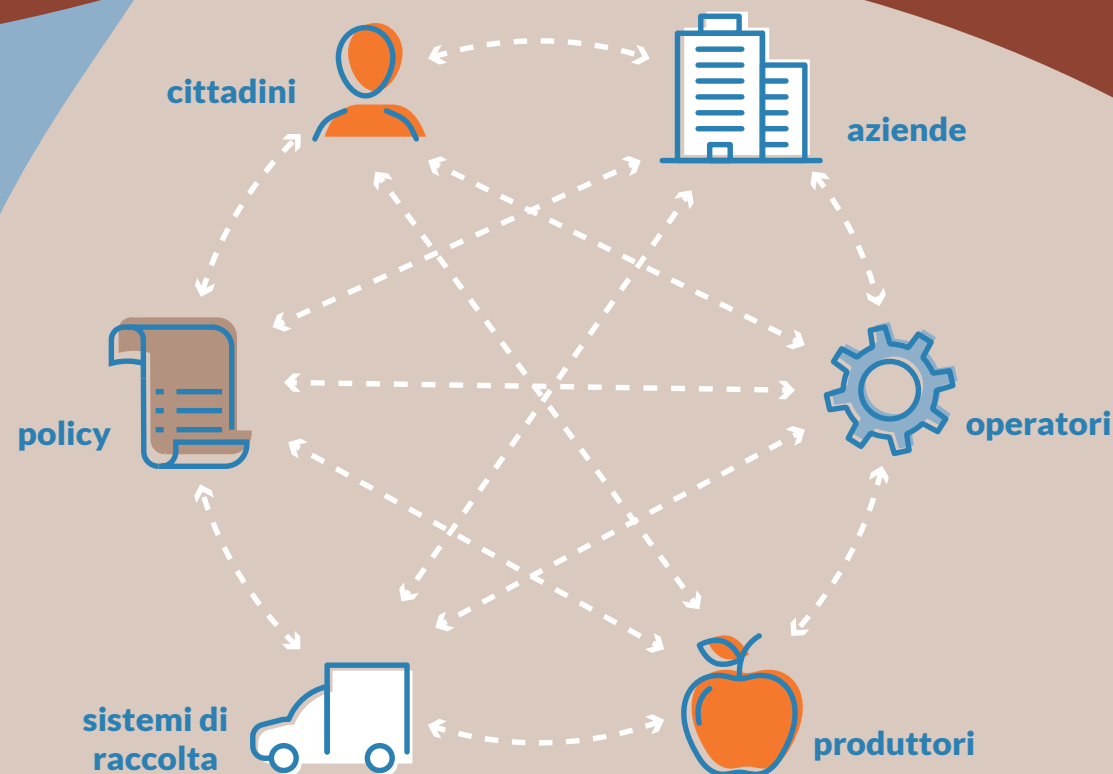 cittadini
aziende
policy
operatori
sistemi di
raccolta
produttori